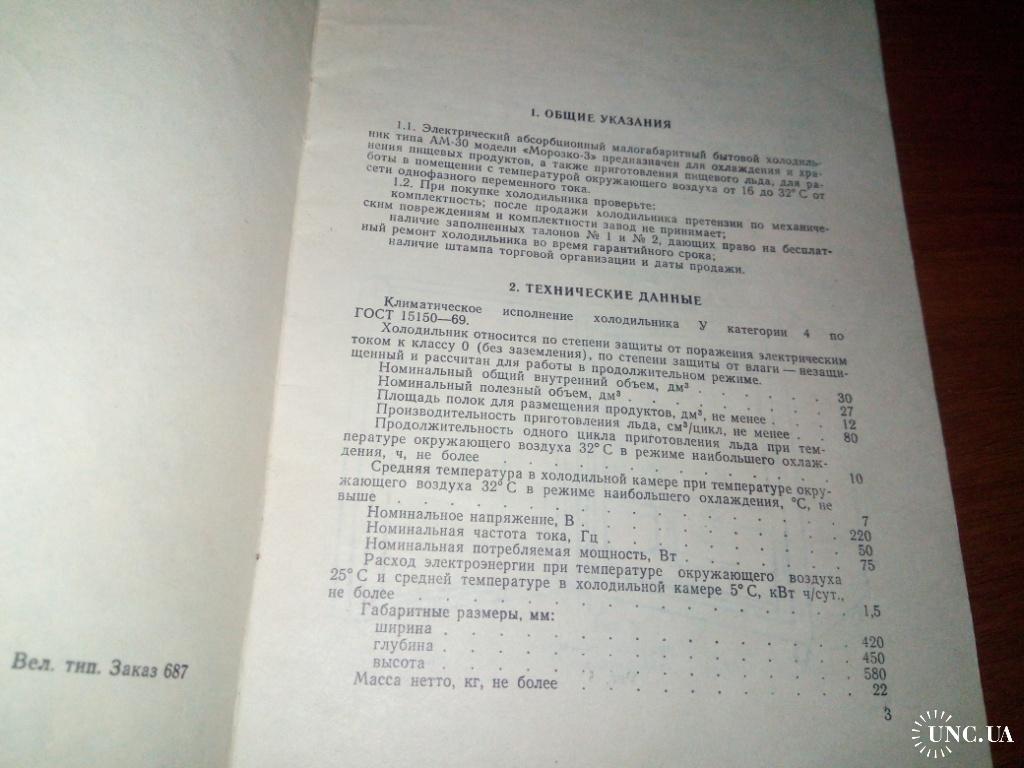 1. ОБЩИЕ УКАЗАНИЯ
1.1. Электрический абсорбционный малогабаритный бытовой холодиль-
ник типа АМ-30 модели «Морозко-3» предназначен для охлаждения и хра-
нения пищевых продуктов, а также приготовления пищевого льда, для ра-
боты в помещении с температурой окружающего воздуха от 16 до 32°С от
сети однофазного переменного тока.
1.2. При покупке холодильника проверьте:
комплектность; после продажи холодильника претензии по механиче-
ским повреждениям и комплектности завод не принимает;
наличие заполненных талонов № 1 и № 2, дающих право на бесплат-
ный ремонт холодильника во время гарантийного срока;
наличие штампа торговой организации и даты продажи.
2. ТЕХНИЧЕСКИЕ ДАННЫЕ
Климатическое исполнение холодильника У категории 4 по
ГОСТ 15150—69.
Холодильник относится по степени защиты от поражения электрическим
током к классу 0 (без заземления), по степени защиты от влаги — незащи-
щенный и рассчитан для работы в продолжительном режиме.
Номинальный общий внутренний объем, дм³ . . . . . . . 30
Номинальный полезный объем, дм³ . . . . . . . . . 27
Площадь полок для размещения продуктов, дм², не менее . . . . 12
Производительность приготовления льда, см³/цикл, не менее . . 80
Продолжительность одного цикла приготовления льда при тем-
пературе окружающего воздуха 32°С в режиме наибольшего охлаж-
дения, ч, не более . . . . . . . . . . . . . 10
Средняя температура в холодильной камере при температуре окру-
жающего воздуха 32°С в режиме наибольшего охлаждения, °С, не
выше . . . . . . . . . . . . . . . . 7
Номинальное напряжение, В . . . . . . . . . . . 220
Номинальная частота тока, Гц . . . . . . . . . . 50
Номинальная потребляемая мощность, Вт . . . . . . . . 75
Расход электроэнергии при температуре окружающего воздуха
25°С и средней температуре в холодильной камере 5°С, кВт ч/сут.,
не более . . . . . . . . . . . . . . . 1,5
Габаритные размеры, мм:
ширина . . . . . . . . . . . . . . . 420
глубина . . . . . . . . . . . . . . . 450
высота . . . . . . . . . . . . . . . 580
Масса нетто, кг, не более . . . . . . . . . . . 22
3
Вел. тип. Заказ 687
UNC.UA